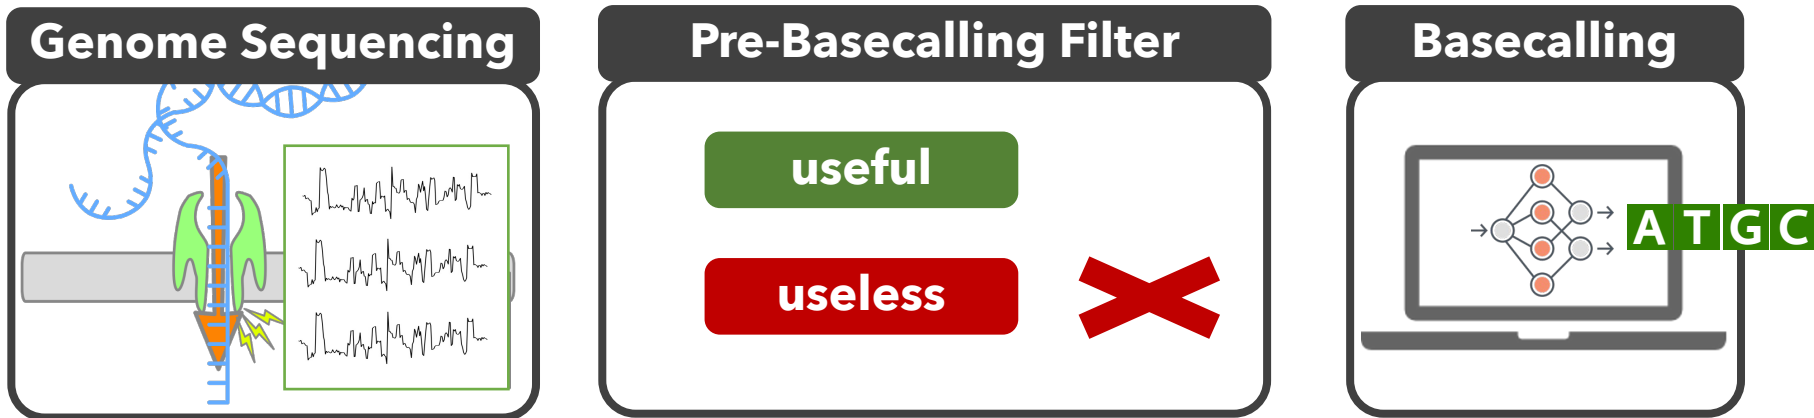 Genome Sequencing
Pre-Basecalling Filter
useful
useless
Basecalling
A T G C